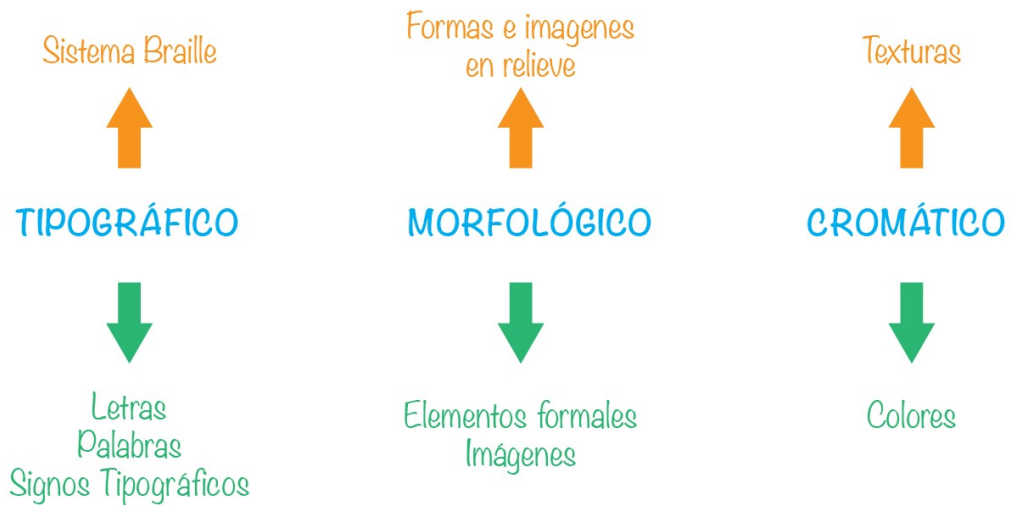 Sistema Braille
Formas e imagenes
en relieve
Texturas
TIPOGRÁFICO
MORFOLÓGICO
CROMÁTICO
Letras
Palabras
Signos Tipográficos
Elementos formales
Imágenes
Colores